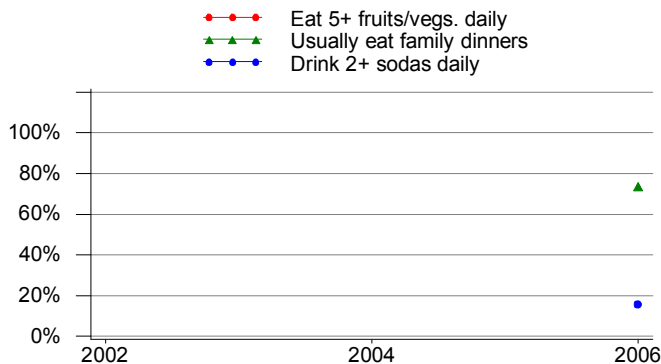 Eat 5+ fruits/vegs. daily
Usually eat family dinners
Drink 2+ sodas daily
100%
80%
60%
40%
20%
0%
2002 2004 2006